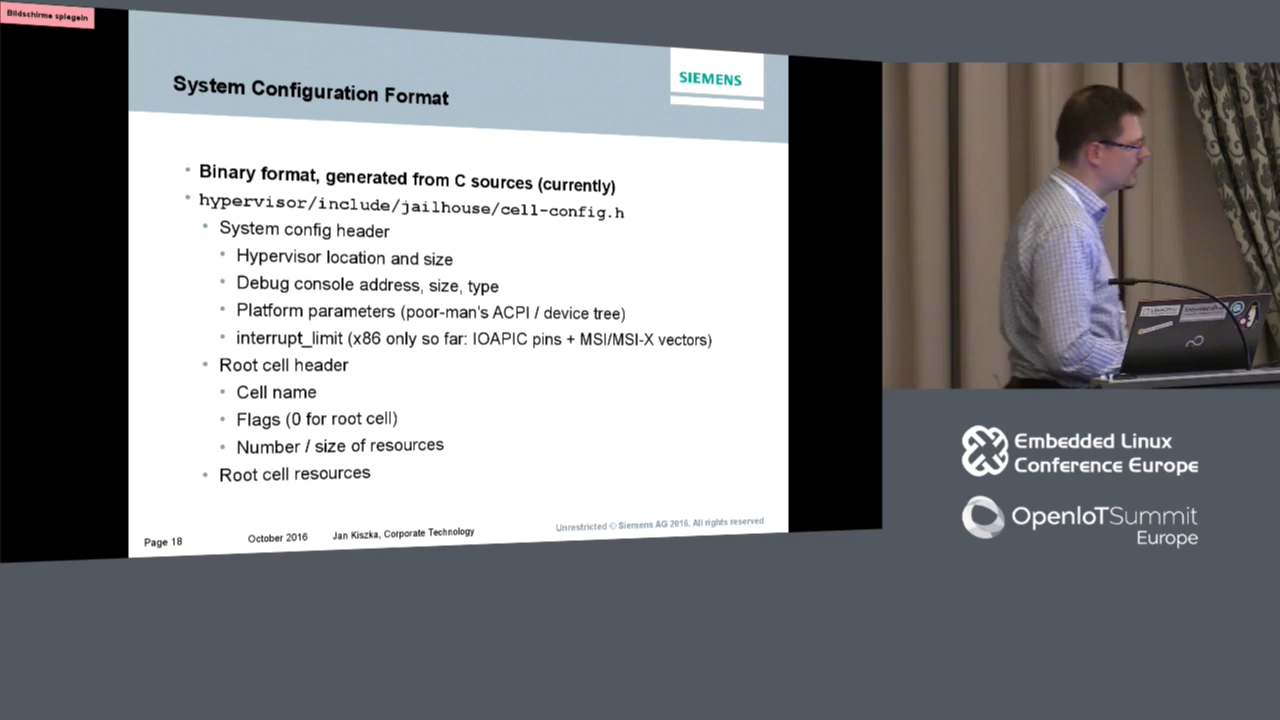 Bildschirme spiegeln
System Configuration Format
SIEMENS
Binary format, generated from C sources (currently)
hypervisor/include/jailhouse/cell-config.h
System config header
Hypervisor location and size
Debug console address, size, type
Platform parameters (poor-man's ACPI / device tree)
interrupt_limit (x86 only so far: IOAPIC pins + MSI/MSI-X vectors)
Root cell header
Cell name
Flags (0 for root cell)
Number / size of resources
Root cell resources
Page 18
October 2016
Jan Kiszka, Corporate Technology
Unrestricted © Siemens AG 2016. All rights reserved
Embedded Linux
Conference Europe
OpenIoTSummit
Europe